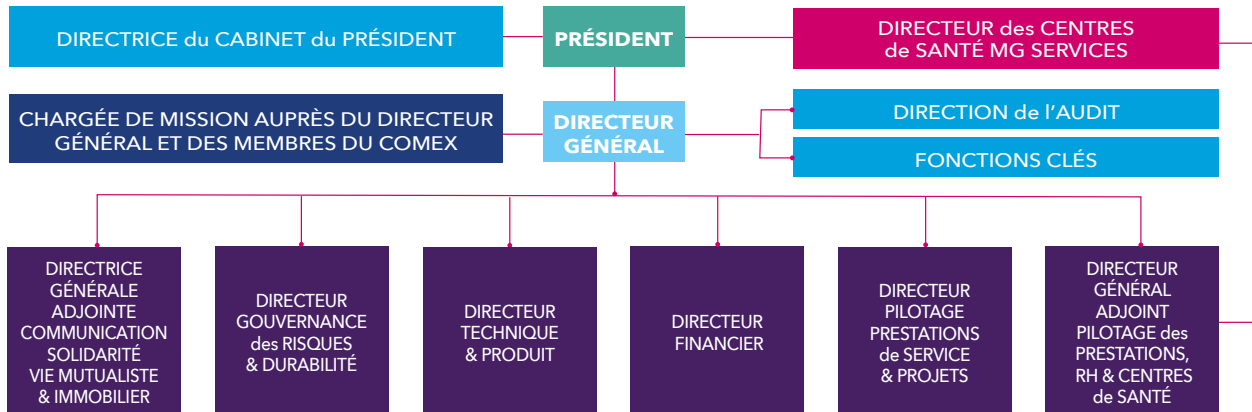 DIRECTRICE du CABINET du PRÉSIDENT
PRÉSIDENT
DIRECTEUR des CENTRES
de SANTÉ MG SERVICES
CHARGÉE DE MISSION AUPRÈS DU DIRECTEUR
GÉNÉRAL ET DES MEMBRES DU COMEX
DIRECTEUR
GÉNÉRAL
DIRECTION de l’AUDIT
FONCTIONS CLÉS
DIRECTRICE
GÉNÉRALE
ADJOINTE
COMMUNICATION
SOLIDARITÉ
VIE MUTUALISTE
& IMMOBILIER
DIRECTEUR
GOUVERNANCE
des RISQUES
& DURABILITÉ
DIRECTEUR
TECHNIQUE
& PRODUIT
DIRECTEUR
FINANCIER
DIRECTEUR
PILOTAGE
PRESTATIONS
de SERVICE
& PROJETS
DIRECTEUR
GÉNÉRAL
ADJOINT
PILOTAGE des
PRESTATIONS,
RH & CENTRES
de SANTÉ